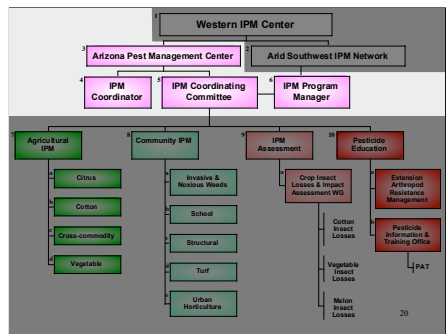 1
Western IPM Center
3
Arizona Pest Management Center
2
Arid Southwest IPM Network
4
IPM
Coordinator
5
IPM Coordinating
Committee
6
IPM Program
Manager
7
Agricultural
IPM
a
Citrus
b
Cotton
c
Cross-commodity
d
Vegetable
8
Community IPM
a
Invasive &
Noxious Weeds
b
School
c
Structural
d
Turf
e
Urban
Horticulture
9
IPM
Assessment
a
Crop Insect
Losses & Impact
Assessment WG
Cotton
Insect
Losses
Vegetable
Insect
Losses
Melon
Insect
Losses
10
Pesticide
Education
a
Extension
Arthropod
Resistance
Management
b
Pesticide
Information &
Training Office
PAT
20